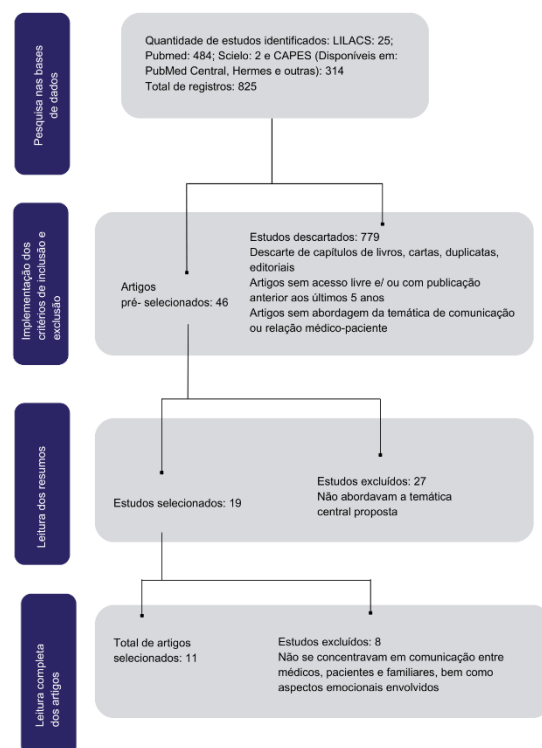 Pesquisa nas bases
de dados
Quantidade de estudos identificados: LILACS: 25;
Pubmed: 484; Scielo: 2 e CAPES (Disponíveis em:
PubMed Central, Hermes e outras): 314
Total de registros: 825
Implementação dos
critérios de inclusão e
exclusão
Artigos
pré- selecionados: 46
Estudos descartados: 779
Descarte de capítulos de livros, cartas, duplicatas,
editoriais
Artigos sem acesso livre e/ ou com publicação
anterior aos últimos 5 anos
Artigos sem abordagem da temática de comunicação
ou relação médico-paciente
Leitura dos resumos
Estudos selecionados: 19
Estudos excluídos: 27
Não abordavam a temática
central proposta
Leitura completa
dos artigos
Total de artigos
selecionados: 11
Estudos excluídos: 8
Não se concentravam em comunicação entre
médicos, pacientes e familiares, bem como
aspectos emocionais envolvidos